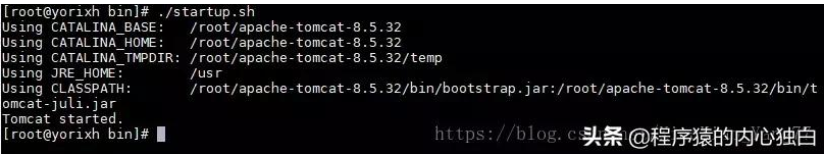 [root@yorixh bin]# ./startup.sh
Using CATALINA_BASE:   /root/apache-tomcat-8.5.32
Using CATALINA_HOME:   /root/apache-tomcat-8.5.32
Using CATALINA_TMPDIR: /root/apache-tomcat-8.5.32/temp
Using JRE_HOME:        /usr
Using CLASSPATH:       /root/apache-tomcat-8.5.32/bin/bootstrap.jar:/root/apache-tomcat-8.5.32/bin/t
omcat-juli.jar
Tomcat started.
[root@yorixh bin]#
https://blog.cs
头条 @程序猿的内心独白